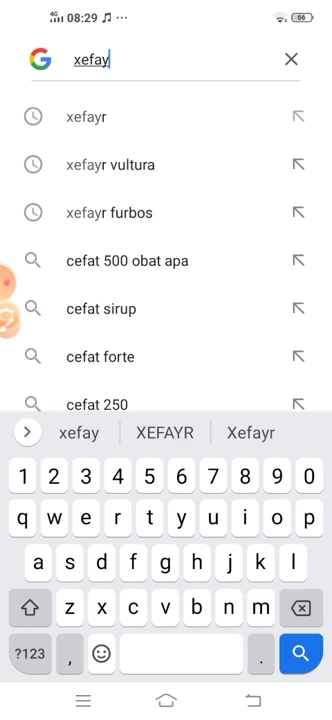 4G 08:29 66
xefay
xefayr
xefayr vultura
xefayr furbos
cefat 500 obat apa
cefat sirup
cefat forte
cefat 250
xefay XEFAYR Xefayr
1 2 3 4 5 6 7 8 9 0
q w e r t y u i o p
a s d f g h j k l
z x c v b n m
?123 , .